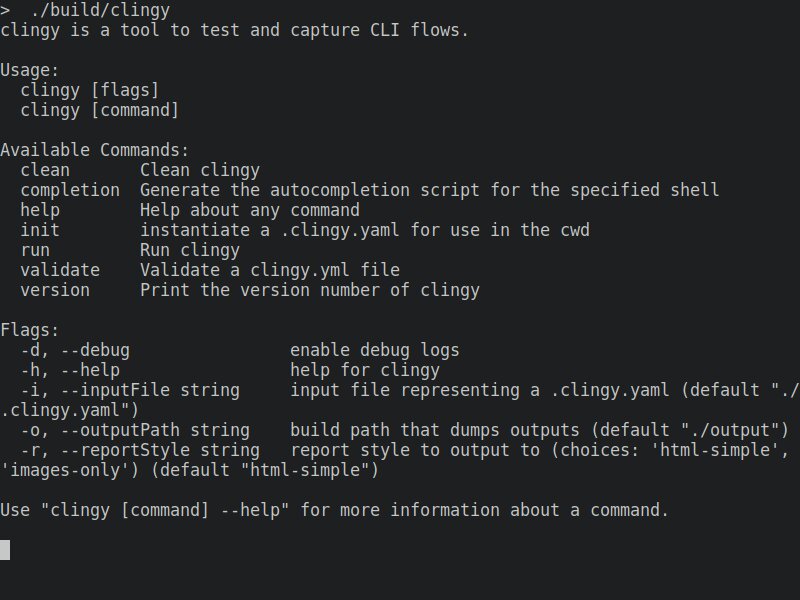 >  ./build/clingy
clingy is a tool to test and capture CLI flows.

Usage:
  clingy [flags]
  clingy [command]

Available Commands:
  clean       Clean clingy
  completion  Generate the autocompletion script for the specified shell
  help        Help about any command
  init        instantiate a .clingy.yaml for use in the cwd
  run         Run clingy
  validate    Validate a clingy.yml file
  version     Print the version number of clingy

Flags:
  -d, --debug                enable debug logs
  -h, --help                 help for clingy
  -i, --inputFile string     input file representing a .clingy.yaml (default "./
.clingy.yaml")
  -o, --outputPath string    build path that dumps outputs (default "./output")
  -r, --reportStyle string   report style to output to (choices: 'html-simple',
'images-only') (default "html-simple")

Use "clingy [command] --help" for more information about a command.